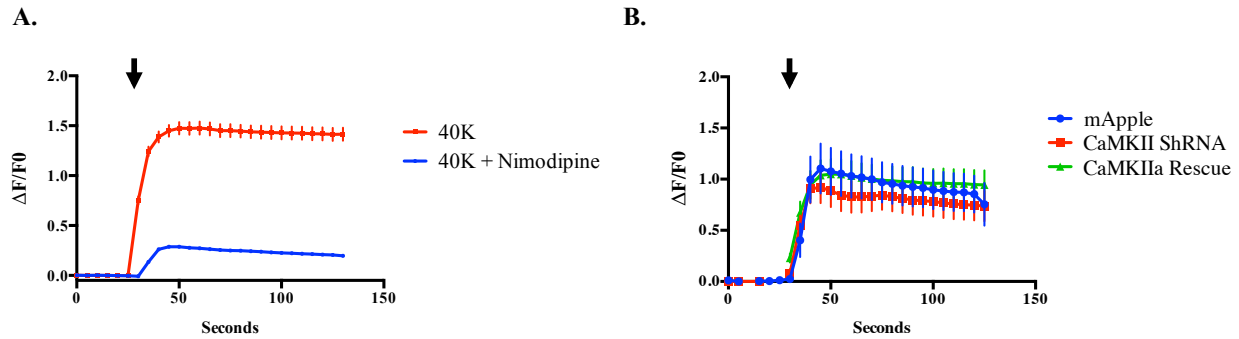 A.
2.0
1.5
1.0
0.5
0.0
0
50
100
150
ΔF/F0
Seconds
40K
40K + Nimodipine
B.
2.0
1.5
1.0
0.5
0.0
0
50
100
150
ΔF/F0
Seconds
mApple
CaMKII ShRNA
CaMKIIa Rescue